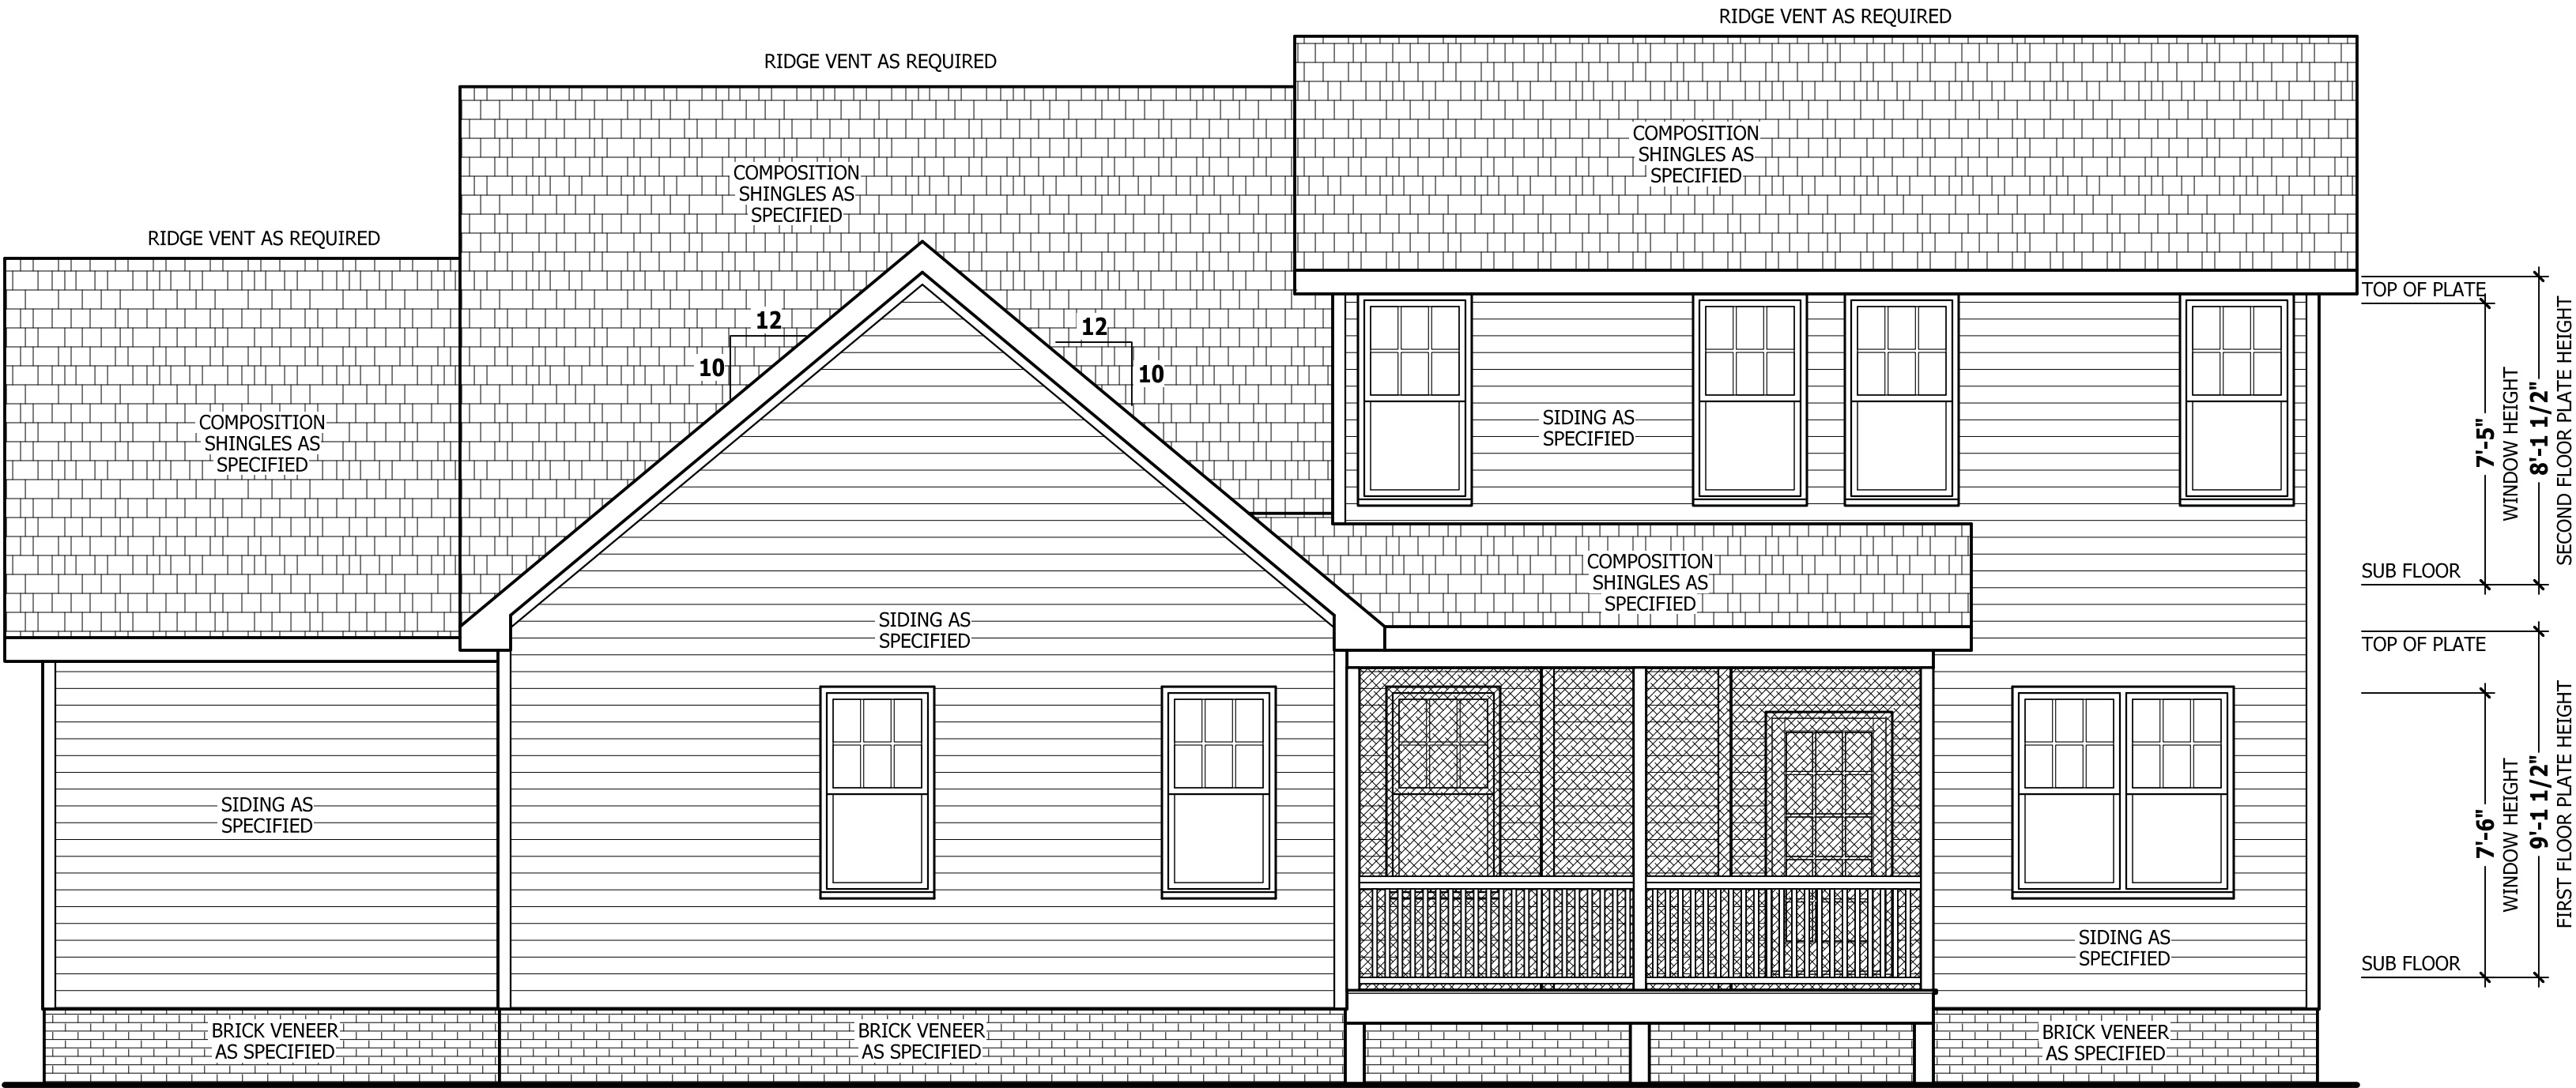 RIDGE VENT AS REQUIRED
RIDGE VENT AS REQUIRED
RIDGE VENT AS REQUIRED
COMPOSITION
SHINGLES AS
SPECIFIED
COMPOSITION
SHINGLES AS
SPECIFIED
COMPOSITION
SHINGLES AS
SPECIFIED
12
10
12
10
SIDING AS
SPECIFIED
COMPOSITION
SHINGLES AS
SPECIFIED
SIDING AS
SPECIFIED
SIDING AS
SPECIFIED
SIDING AS
SPECIFIED
BRICK VENEER
AS SPECIFIED
BRICK VENEER
AS SPECIFIED
BRICK VENEER
AS SPECIFIED
TOP OF PLATE
7'-5"
WINDOW HEIGHT
8'-1 1/2"
SECOND FLOOR PLATE HEIGHT
SUB FLOOR
TOP OF PLATE
7'-6"
WINDOW HEIGHT
9'-1 1/2"
FIRST FLOOR PLATE HEIGHT
SUB FLOOR